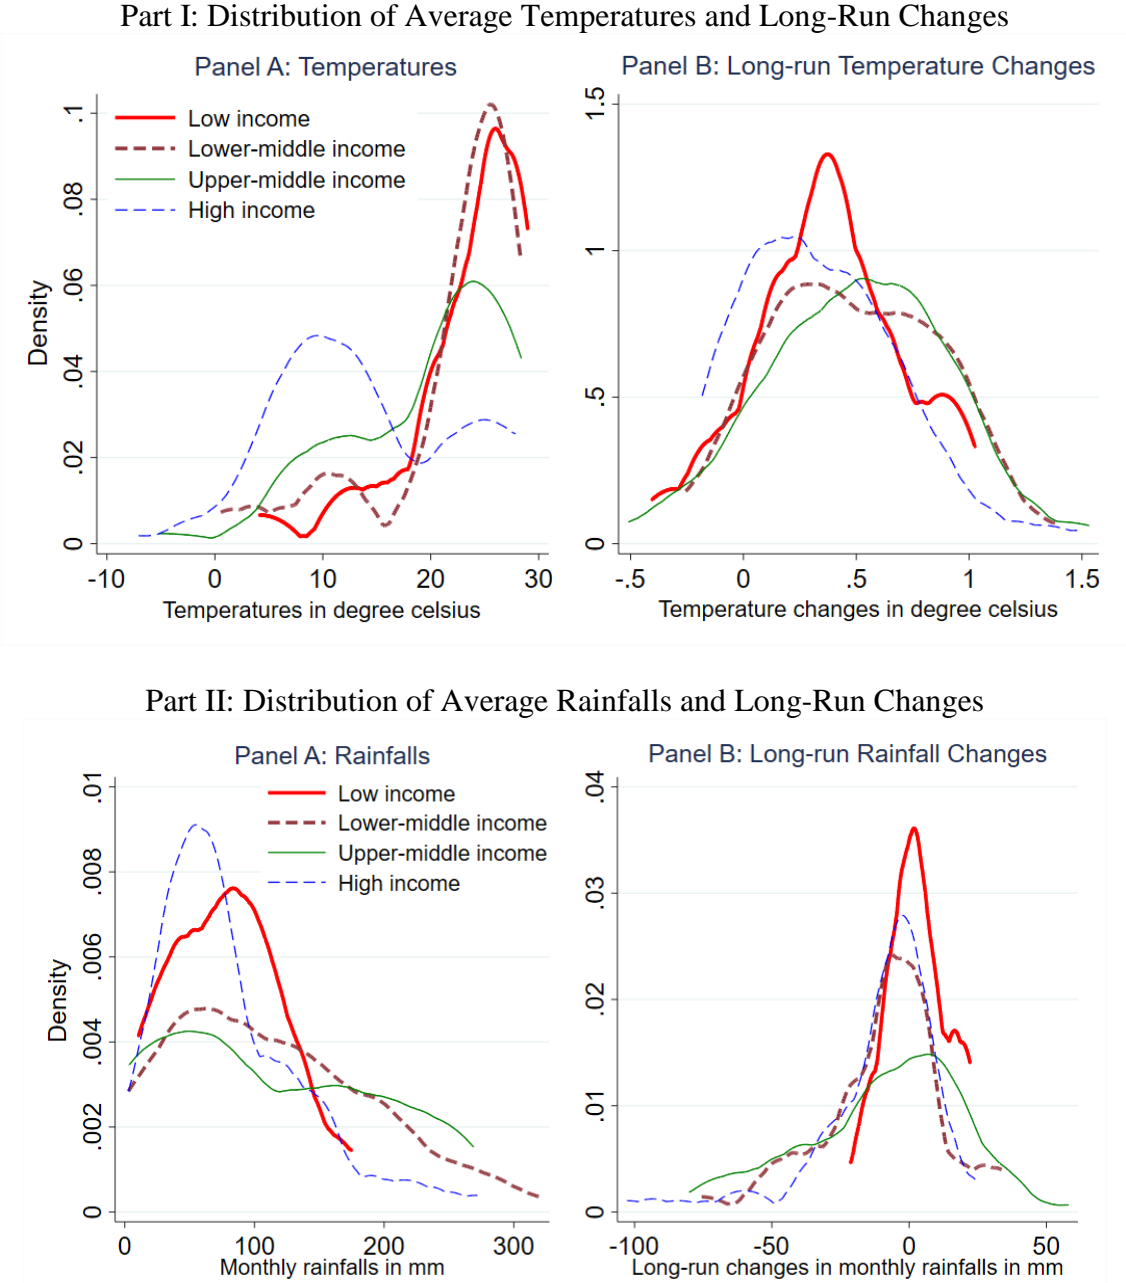 Part I: Distribution of Average Temperatures and Long-Run Changes
Panel A: Temperatures
Density
0
.02
.04
.06
.08
.1
Low income
Lower-middle income
Upper-middle income
High income
-10 0 10 20 30
Temperatures in degree celsius
Panel B: Long-run Temperature Changes
0
.5
1
1.5
-.5 0 .5 1 1.5
Temperature changes in degree celsius
Part II: Distribution of Average Rainfalls and Long-Run Changes
Panel A: Rainfalls
Density
0
.002
.004
.006
.008
.01
Low income
Lower-middle income
Upper-middle income
High income
0 100 200 300
Monthly rainfalls in mm
Panel B: Long-run Rainfall Changes
0
.01
.02
.03
.04
-100 -50 0 50
Long-run changes in monthly rainfalls in mm